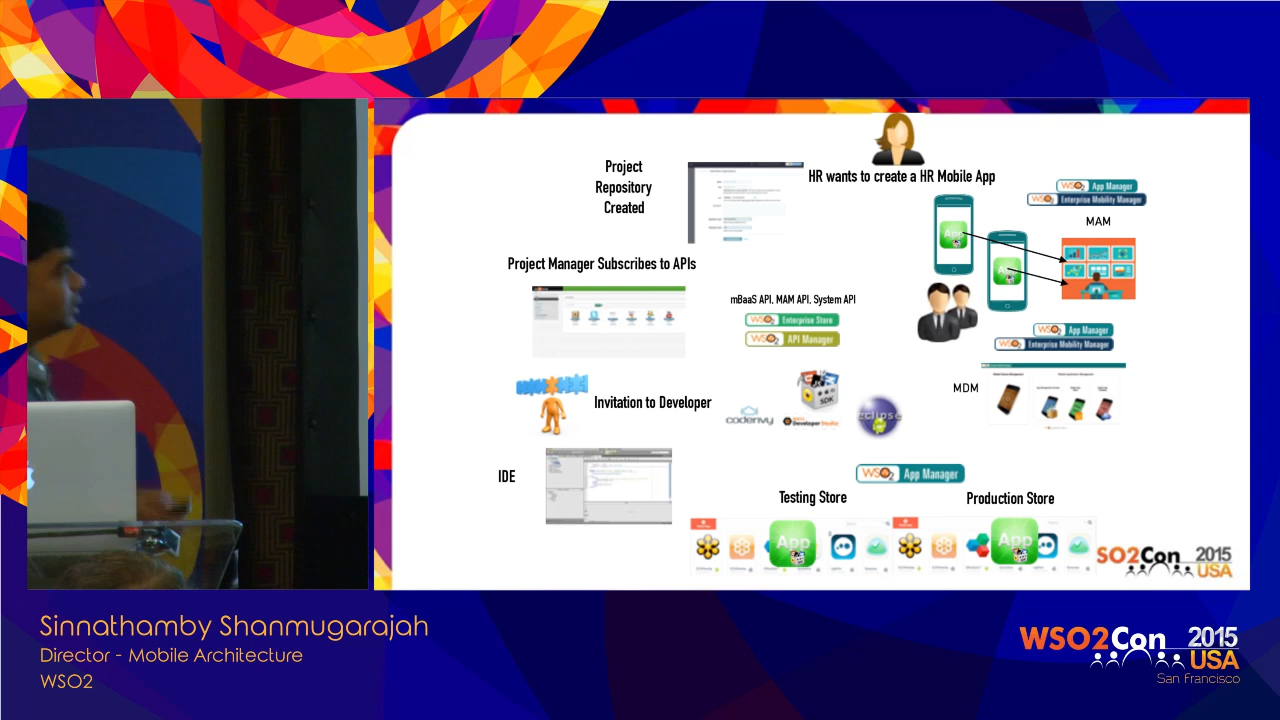 Project
Repository
Created
HR wants to create a HR Mobile App
WSO2 App Manager
WSO2 Enterprise Mobility Manager
MAM
App
App
Project Manager Subscribes to APIs
mBaaS API, MAM API, System API
WSO2 Enterprise Store
WSO2 API Manager
WSO2 App Manager
WSO2 Enterprise Mobility Manager
MDM
Invitation to Developer
SDK
codenvy
Developer Studio
eclipse
IDE
WSO2 App Manager
Testing Store
Production Store
App
App
SO2Con 2015
USA
Sinnathamby Shanmugarajah
Director - Mobile Architecture
WSO2
WSO2Con 2015
USA
San Francisco